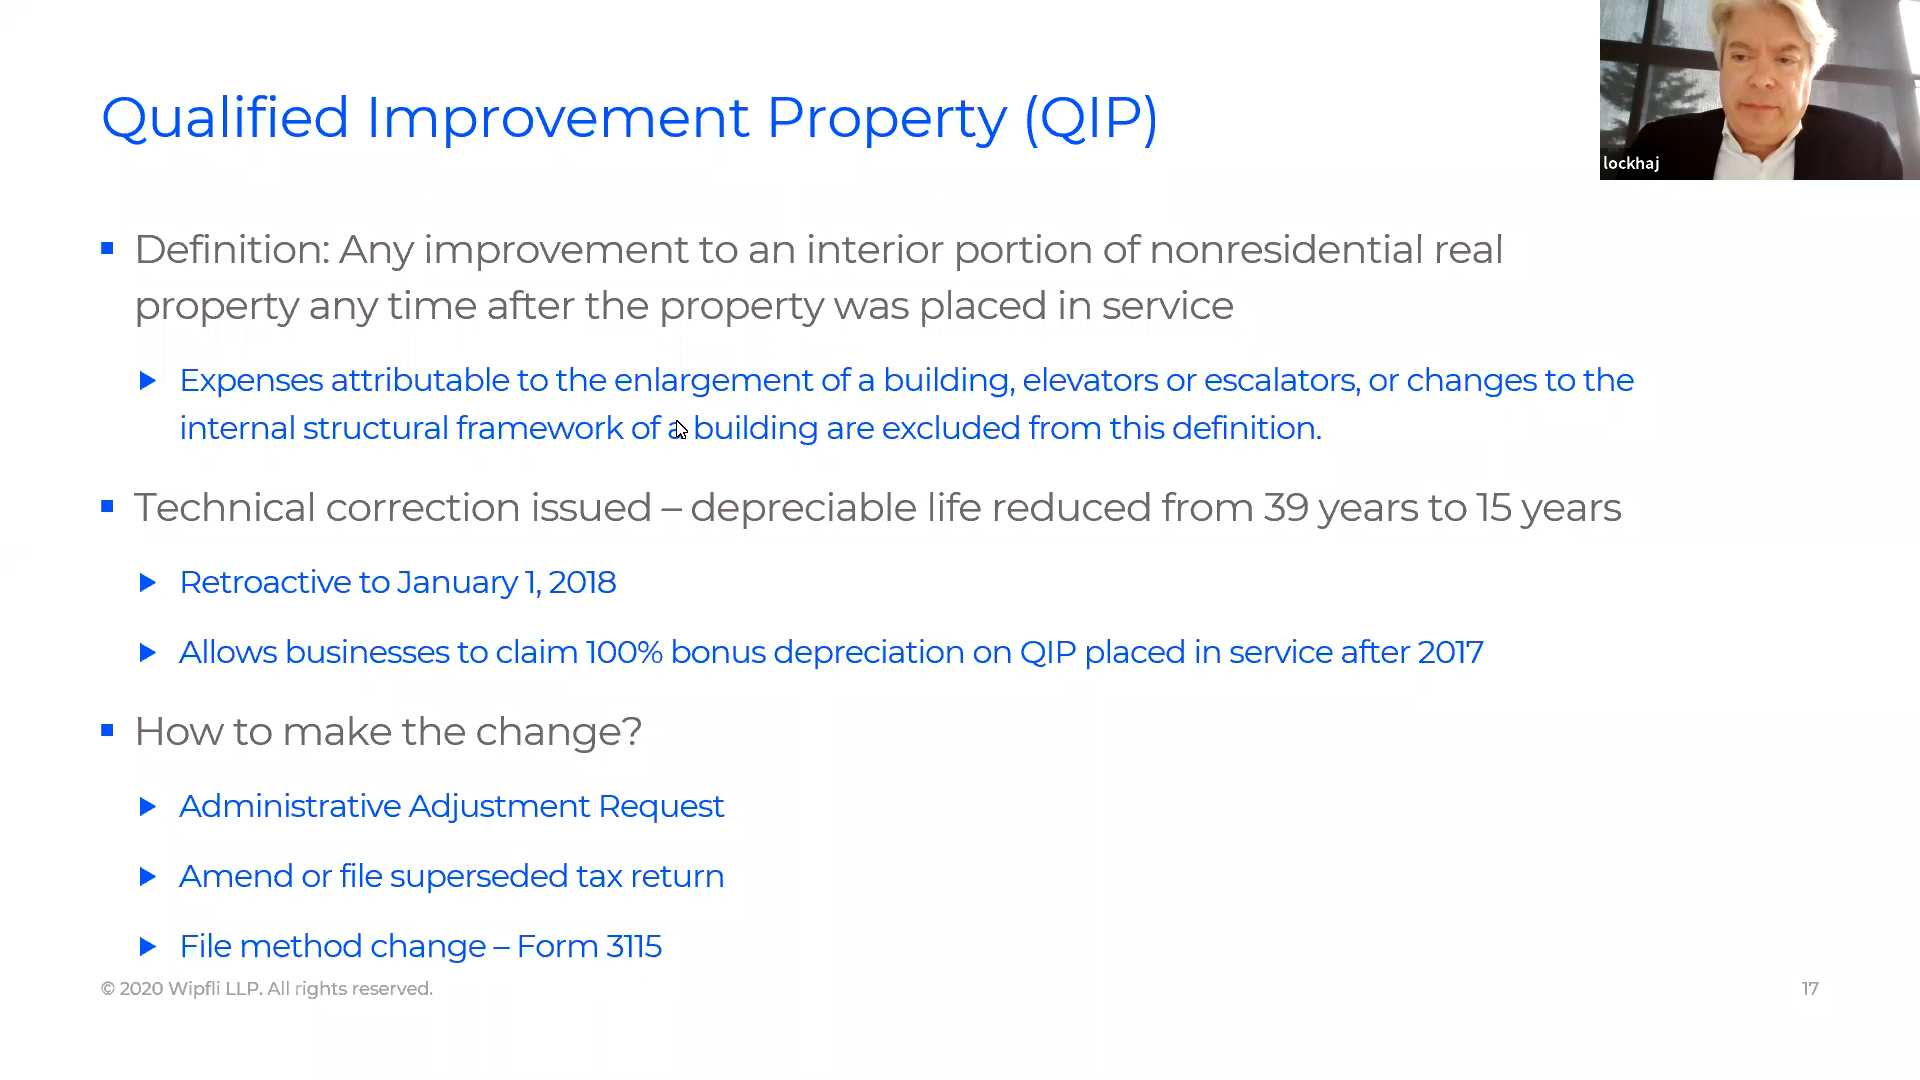 Qualified Improvement Property (QIP)
lockhaj
Definition: Any improvement to an interior portion of nonresidential real
property any time after the property was placed in service
Expenses attributable to the enlargement of a building, elevators or escalators, or changes to the
internal structural framework of a building are excluded from this definition.
Technical correction issued – depreciable life reduced from 39 years to 15 years
Retroactive to January 1, 2018
Allows businesses to claim 100% bonus depreciation on QIP placed in service after 2017
How to make the change?
Administrative Adjustment Request
Amend or file superseded tax return
File method change – Form 3115
© 2020 Wipfli LLP. All rights reserved.
17